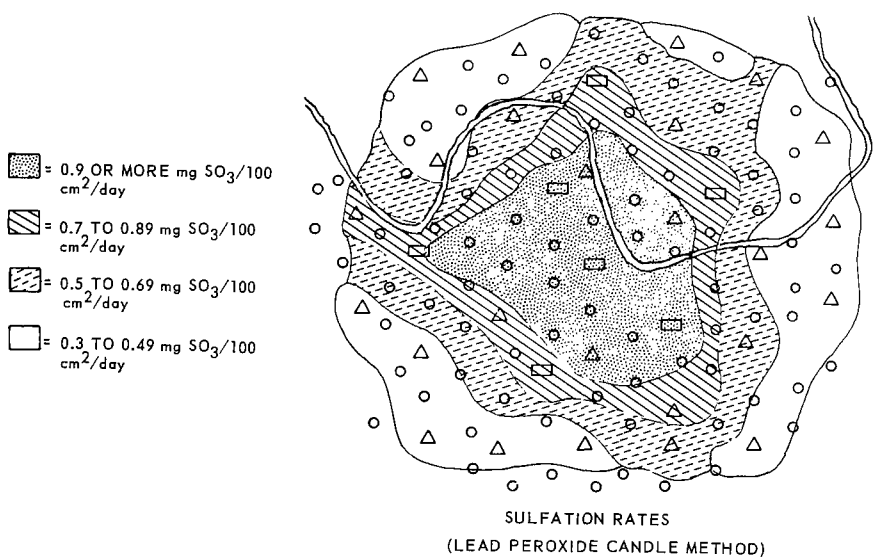 = 0.9 OR MORE mg SO3/100
cm2/day
= 0.7 TO 0.89 mg SO3/100
cm2/day
= 0.5 TO 0.69 mg SO3/100
cm2/day
= 0.3 TO 0.49 mg SO3/100
cm2/day
SULFATION RATES
(LEAD PEROXIDE CANDLE METHOD)